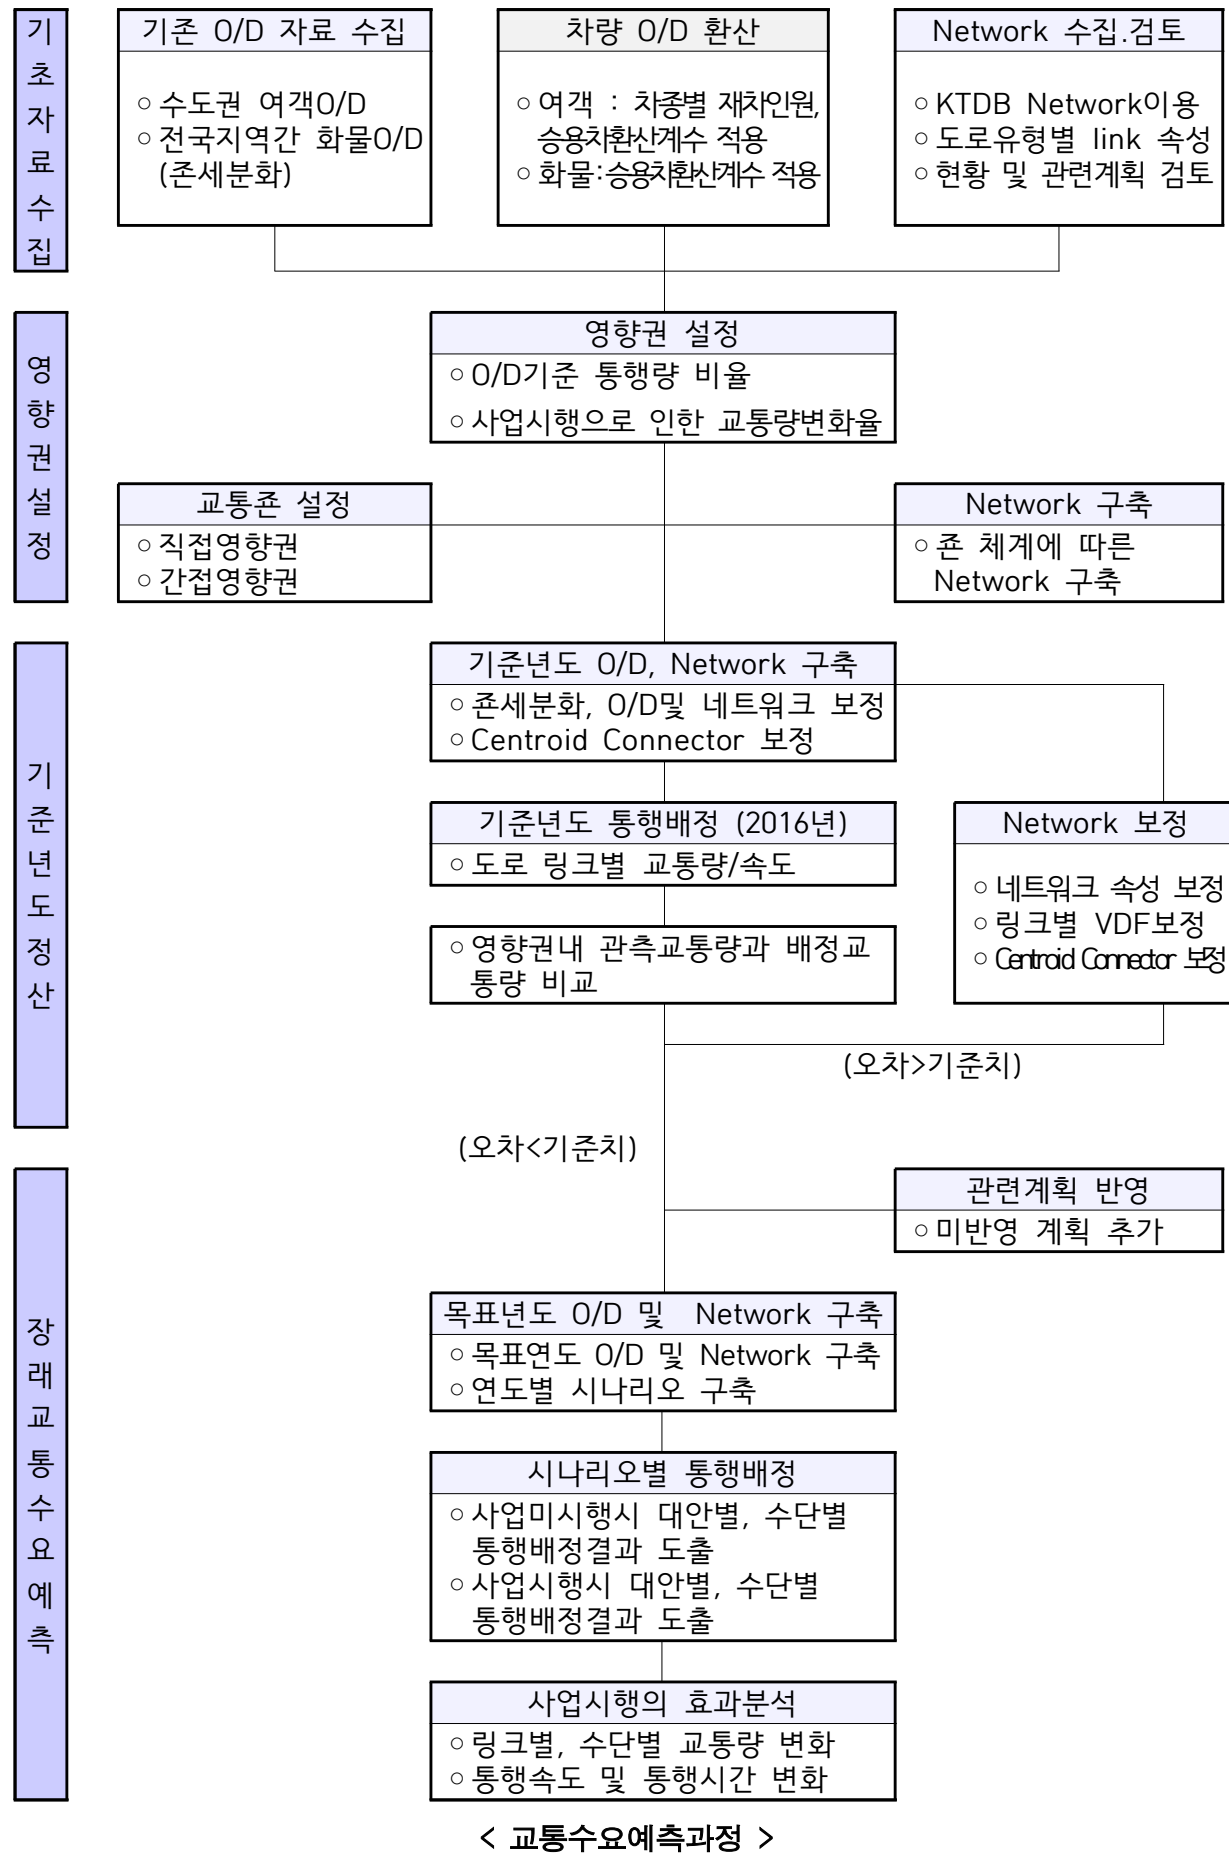 기초자료수집
기존 O/D 자료 수집
○ 수도권 여객O/D
○ 전국지역간 화물O/D
(존세분화)
차량 O/D 환산
○ 여객 : 차종별 재차인원,
승용차환산계수 적용
○ 화물:승용차환산계수 적용
Network 수집.검토
○ KTDB Network이용
○ 도로유형별 link 속성
○ 현황 및 관련계획 검토
영향권설정
영향권 설정
○ O/D기준 통행량 비율
○ 사업시행으로 인한 교통량변화율
교통죤 설정
○ 직접영향권
○ 간접영향권
Network 구축
○ 죤 체계에 따른
Network 구축
기준년도정산
기준년도 O/D, Network 구축
○ 죤세분화, O/D및 네트워크 보정
○ Centroid Connector 보정
기준년도 통행배정 (2016년)
○ 도로 링크별 교통량/속도
○ 영향권내 관측교통량과 배정교
통량 비교
Network 보정
○ 네트워크 속성 보정
○ 링크별 VDF보정
○ Centroid Connector 보정
(오차>기준치)
(오차<기준치)
장래교통수요예측
관련계획 반영
○ 미반영 계획 추가
목표년도 O/D 및 Network 구축
○ 목표연도 O/D 및 Network 구축
○ 연도별 시나리오 구축
시나리오별 통행배정
○ 사업미시행시 대안별, 수단별
통행배정결과 도출
○ 사업시행시 대안별, 수단별
통행배정결과 도출
사업시행의 효과분석
○ 링크별, 수단별 교통량 변화
○ 통행속도 및 통행시간 변화
< 교통수요예측과정 >